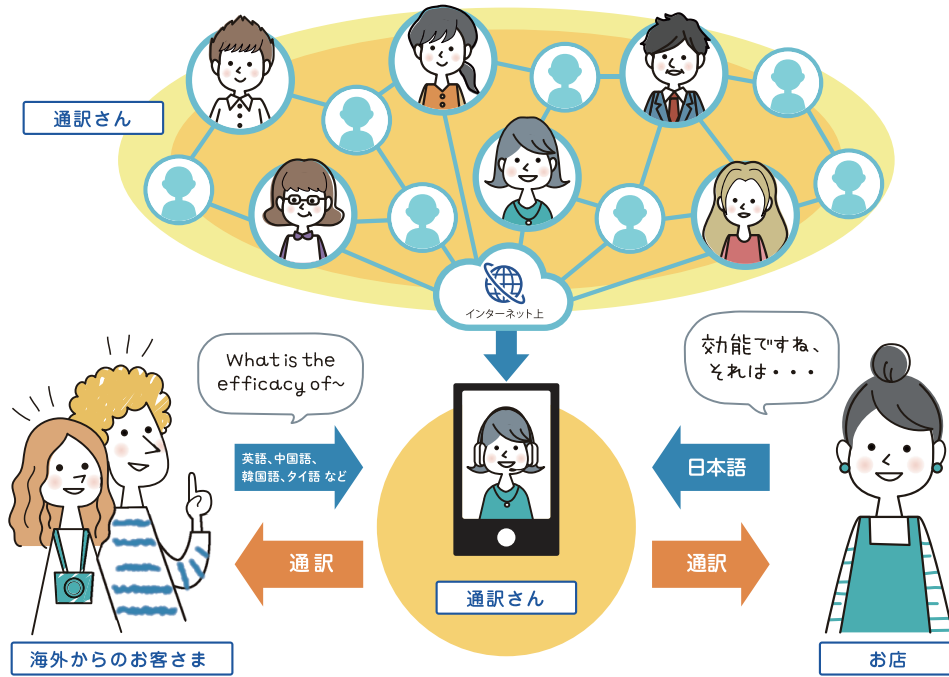 通訳さん
インターネット上
What is the
efficacy of~
効能ですね、
それは・・・
英語、中国語、
韓国語、タイ語 など
日本語
通訳
通訳
通訳さん
海外からのお客さま
お店